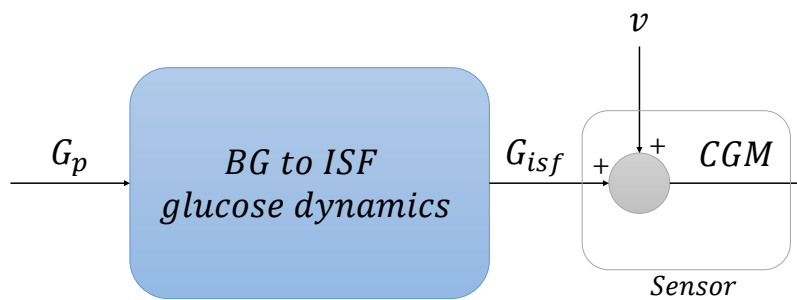 v
G_p
BG to ISF
glucose dynamics
G_isf
+
+
CGM
Sensor